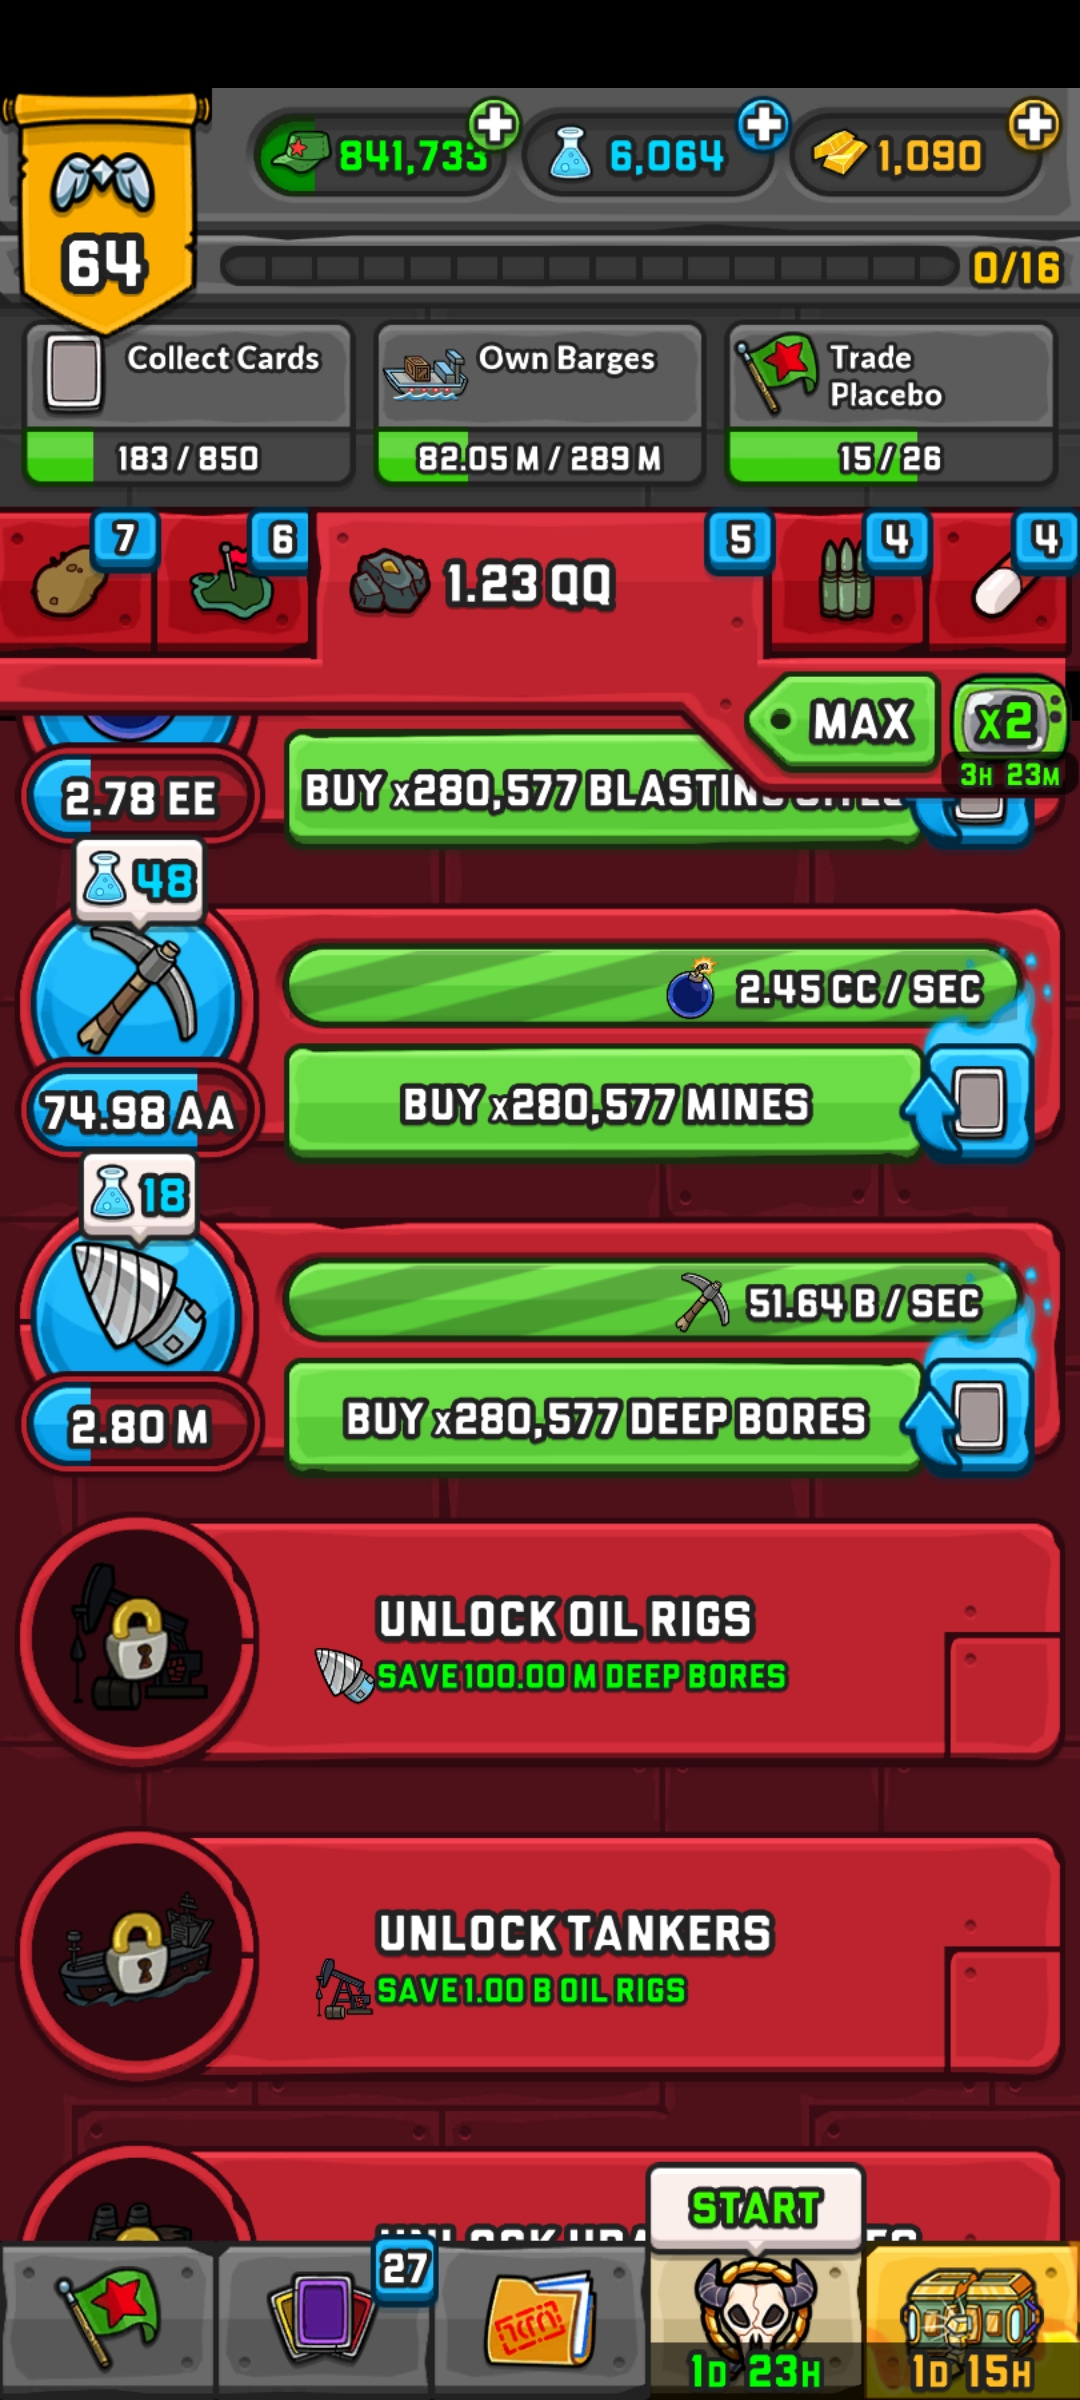 841,733
6,064
1,090
64
0/16
Collect Cards
183 / 850
Own Barges
82.05 M / 289 M
Trade
Placebo
15 / 26
7
6
1.23 QQ
5
4
4
MAX
x2
3H 23M
2.78 EE
BUY x280,577
48
2.45 CC / SEC
74.98 AA
BUY x280,577 MINES
18
51.64 B / SEC
2.80 M
BUY x280,577 DEEP BORES
UNLOCK OIL RIGS
SAVE 100.00 M DEEP BORES
UNLOCK TANKERS
SAVE 1.00 B OIL RIGS
UNLOCK
START
27
1D 23H
1D 15H